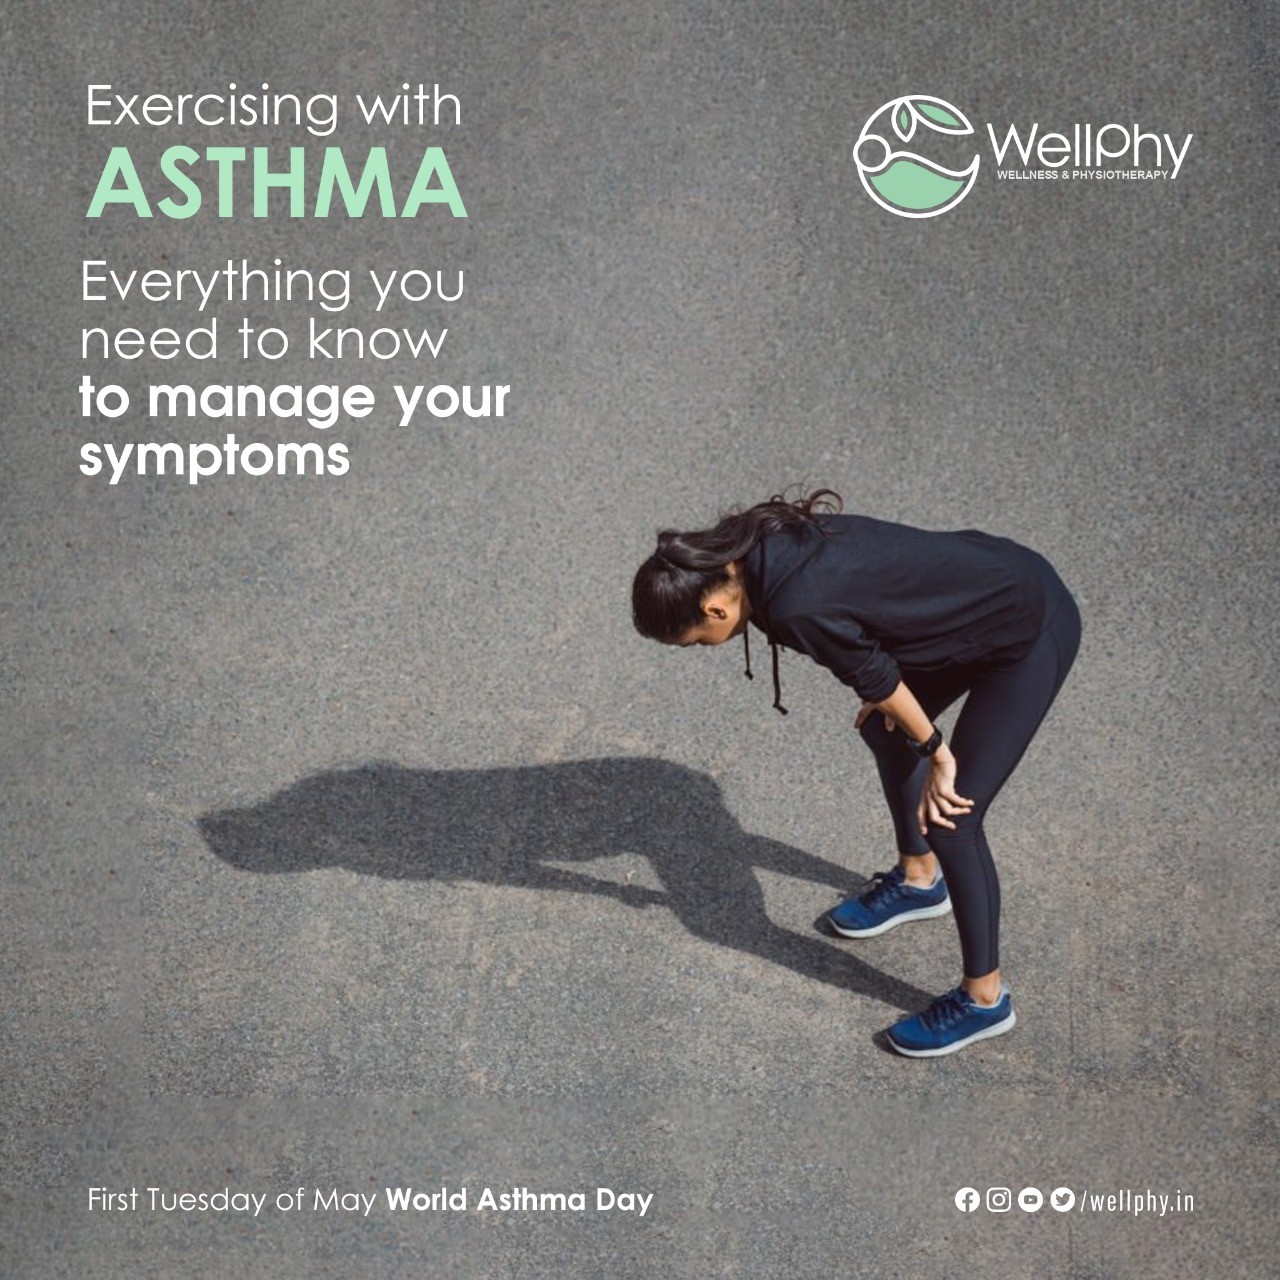 Exercising with
ASTHMA
Everything you
need to know
to manage your
symptoms
WellPhy
WELLNESS & PHYSIOTHERAPY
First Tuesday of May World Asthma Day
/wellphy.in